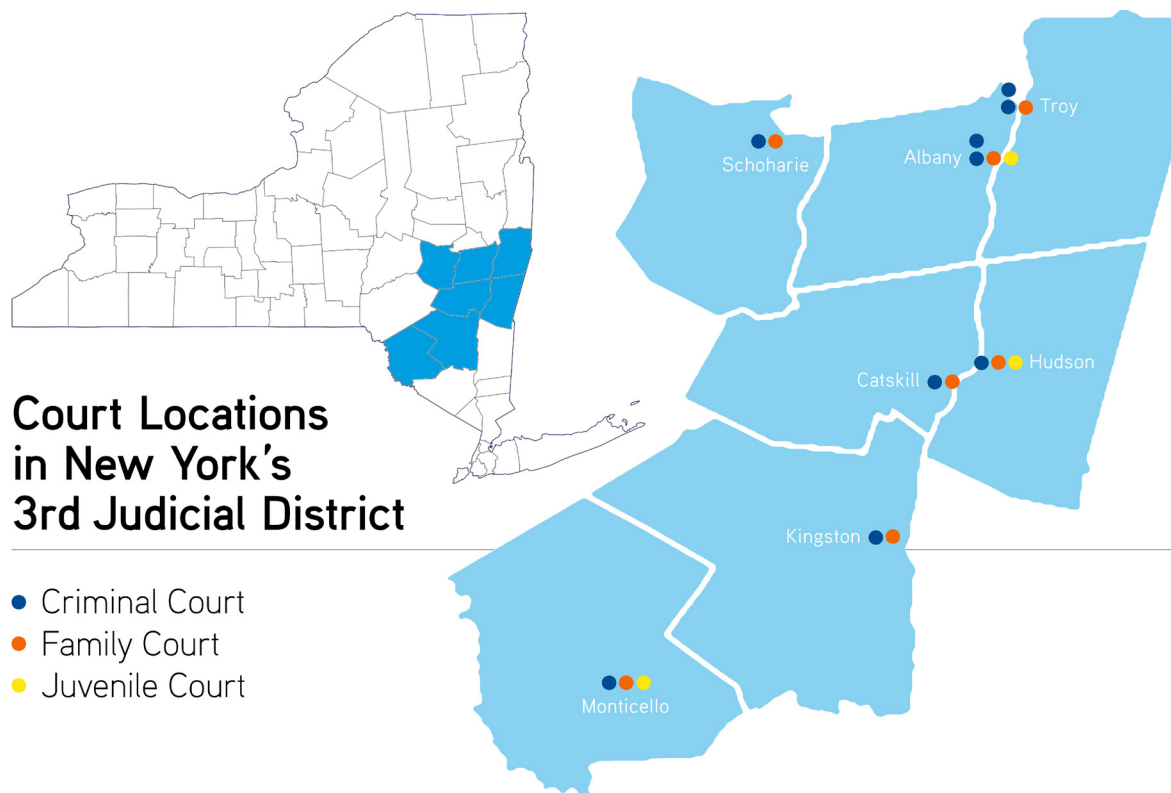 Troy
Albany
Schoharie
Hudson
Catskill
Court Locations
in New York's
3rd Judicial District
Kingston
Criminal Court
Family Court
Juvenile Court
Monticello